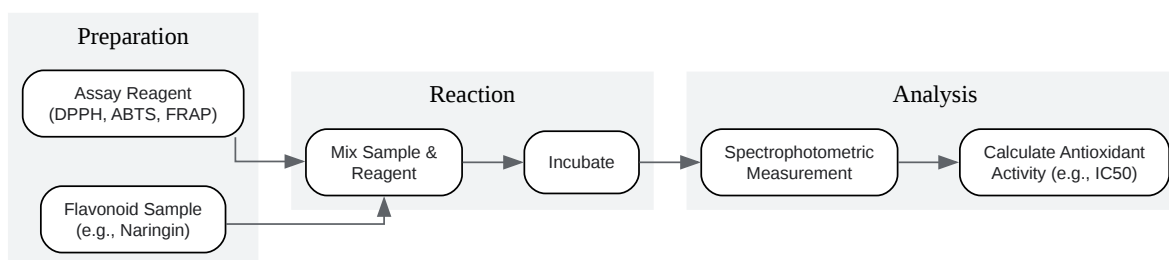 Preparation
Assay Reagent
(DPPH, ABTS, FRAP)
Flavonoid Sample
(e.g., Naringin)
Reaction
Mix Sample &
Reagent
Incubate
Analysis
Spectrophotometric
Measurement
Calculate Antioxidant
Activity (e.g., IC50)